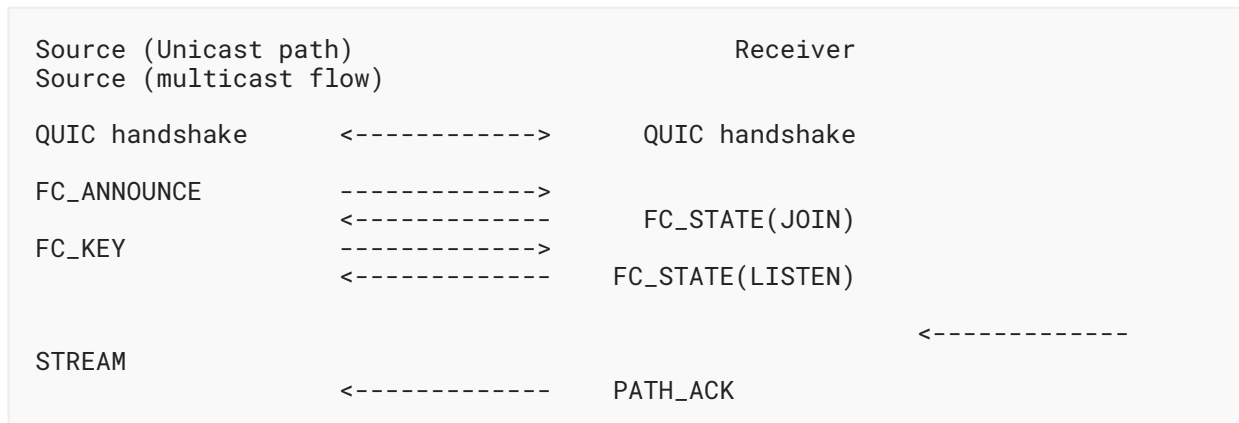 Source (Unicast path)                         Receiver
Source (multicast flow)
QUIC handshake      <------------>      QUIC handshake
FC_ANNOUNCE         ------------->
                    <-------------      FC_STATE(JOIN)
FC_KEY              ------------->
                    <-------------    FC_STATE(LISTEN)
                                                          <-------------
STREAM
                    <-------------    PATH_ACK